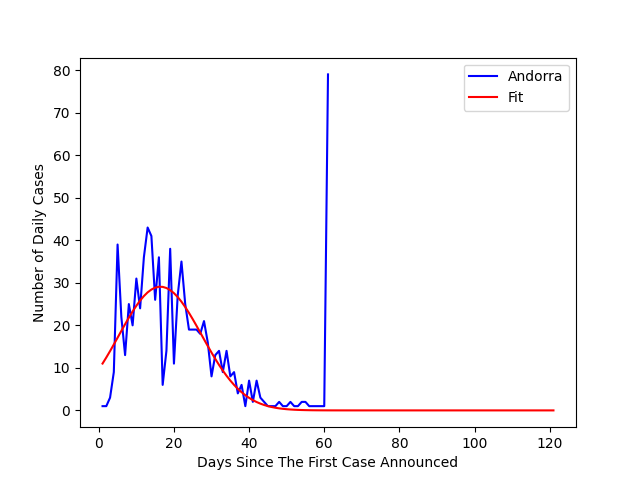 Andorra
Fit
Number of Daily Cases
80
70
60
50
40
30
20
10
0
0 20 40 60 80 100 120
Days Since The First Case Announced